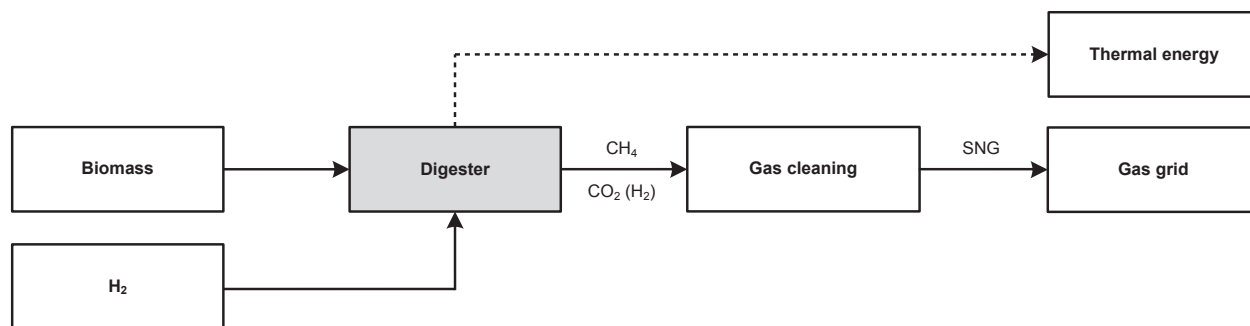 Thermal energy
Biomass
Digester
CH₄
CO₂ (H₂)
Gas cleaning
SNG
Gas grid
H₂